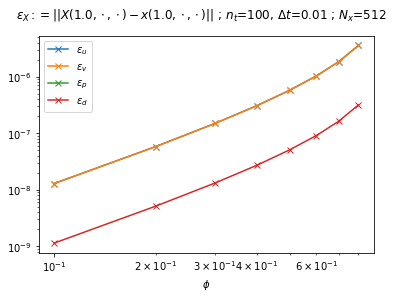 ε_X := ||X(1.0, ·, ·) − x(1.0, ·, ·)|| ; n_t=100, Δt=0.01 ; N_x=512
ε_u
ε_v
ε_p
ε_d
10⁻⁶
10⁻⁷
10⁻⁸
10⁻⁹
10⁻¹ 2 × 10⁻¹ 3 × 10⁻¹ 4 × 10⁻¹ 6 × 10⁻¹
ϕ